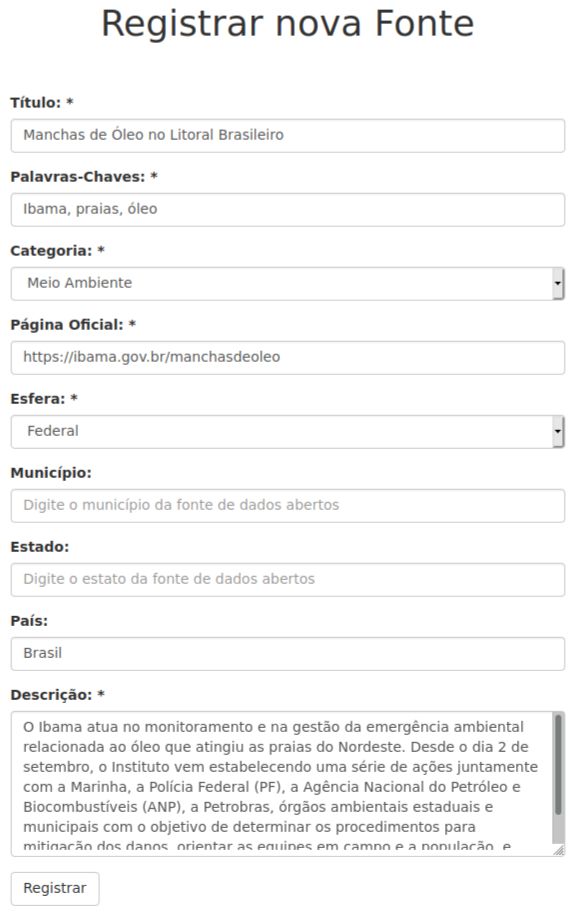 Registrar nova Fonte
Título: *
Manchas de Óleo no Litoral Brasileiro
Palavras-Chaves: *
Ibama, praias, óleo
Categoria: *
Meio Ambiente
Página Oficial: *
https://ibama.gov.br/manchasdeoleo
Esfera: *
Federal
Município:
Digite o município da fonte de dados abertos
Estado:
Digite o estato da fonte de dados abertos
País:
Brasil
Descrição: *
O Ibama atua no monitoramento e na gestão da emergência ambiental
relacionada ao óleo que atingiu as praias do Nordeste. Desde o dia 2 de
setembro, o Instituto vem estabelecendo uma série de ações juntamente
com a Marinha, a Polícia Federal (PF), a Agência Nacional do Petróleo e
Biocombustíveis (ANP), a Petrobras, órgãos ambientais estaduais e
municipais com o objetivo de determinar os procedimentos para
mitigação dos danos, orientar as equipes em campo e a população, e
Registrar